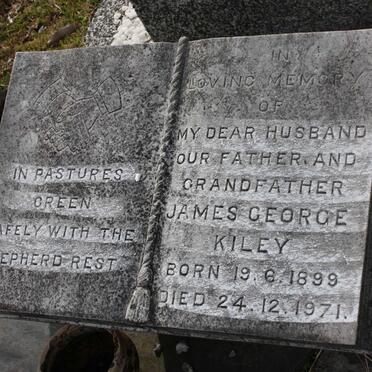 IN PASTURES
GREEN
AFELY WITH THE
EPHERD REST
IN
LOVING MEMORY
OF
MY DEAR HUSBAND
OUR FATHER AND
GRANDFATHER
JAMES GEORGE
KILEY
BORN 19.6.1899
DIED 24.12.1971.